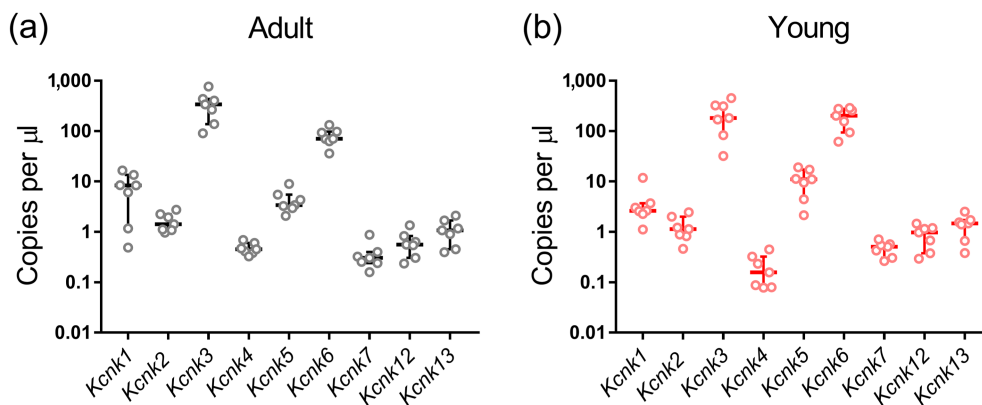 (a)
Adult
Copies per μl
1,000
100
10
1
0.1
0.01
Kcnk1
Kcnk2
Kcnk3
Kcnk4
Kcnk5
Kcnk6
Kcnk7
Kcnk12
Kcnk13
(b)
Young
Copies per μl
1,000
100
10
1
0.1
0.01
Kcnk1
Kcnk2
Kcnk3
Kcnk4
Kcnk5
Kcnk6
Kcnk7
Kcnk12
Kcnk13